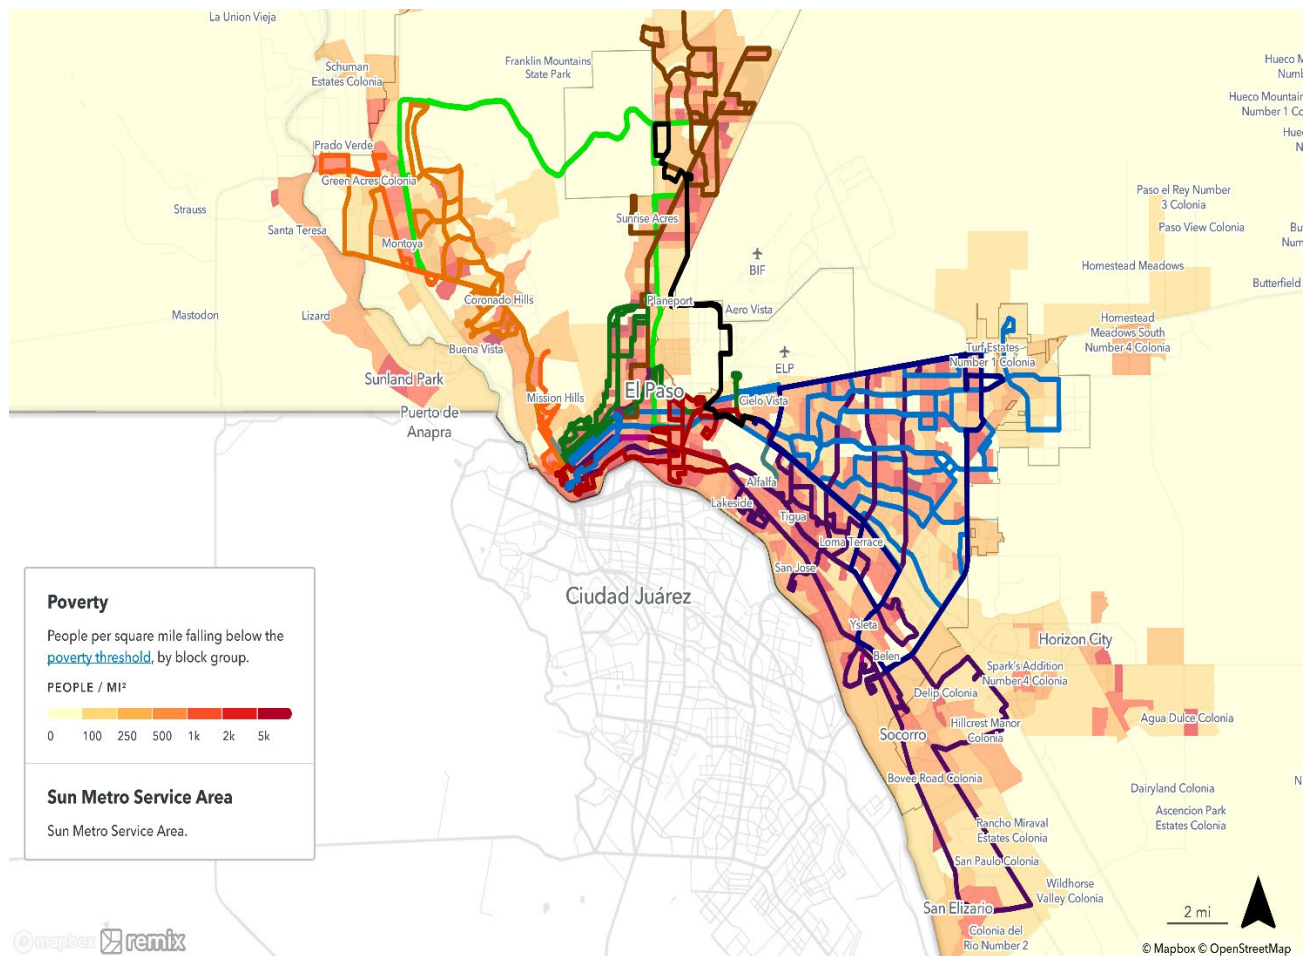 La Union Vieja
Schuman
Estates Colonia
Franklin Mountains
State Park
Hueco M
Numb
Hueco Mountain
Number 1 Co
Hue
N
Prado Verde
Green Acres Colonia
Strauss
Santa Teresa
Montoya
Sunrise Acres
Paso el Rey Number
3 Colonia
Paso View Colonia
Bu
Num
BIF
Homestead Meadows
Butterfield
Coronado Hills
Planeport
Aero Vista
Mastodon
Lizard
Homestead
Meadows South
Number 4 Colonia
Buena Vista
Turf Estates
Number 1 Colonia
ELP
Sunland Park
El Paso
Mission Hills
Cielo Vista
Puerto de
Anapra
Alfalfa
Lakeside
Tigua
Loma Terrace
San Jose
Ciudad Juárez
Ysleta
Horizon City
Belen
Spark's Addition
Number 4 Colonia
Delip Colonia
Agua Dulce Colonia
Hillcrest Manor
Colonia
Socorro
Bovee Road Colonia
Dairyland Colonia
N
Ascencion Park
Estates Colonia
Rancho Miraval
Estates Colonia
San Paulo Colonia
Wildhorse
Valley Colonia
San Elizario
Colonia del
Rio Number 2
Poverty
People per square mile falling below the
poverty threshold, by block group.
PEOPLE / MI²
0 100 250 500 1k 2k 5k
Sun Metro Service Area
Sun Metro Service Area.
2 mi
mapbox remix
© Mapbox © OpenStreetMap